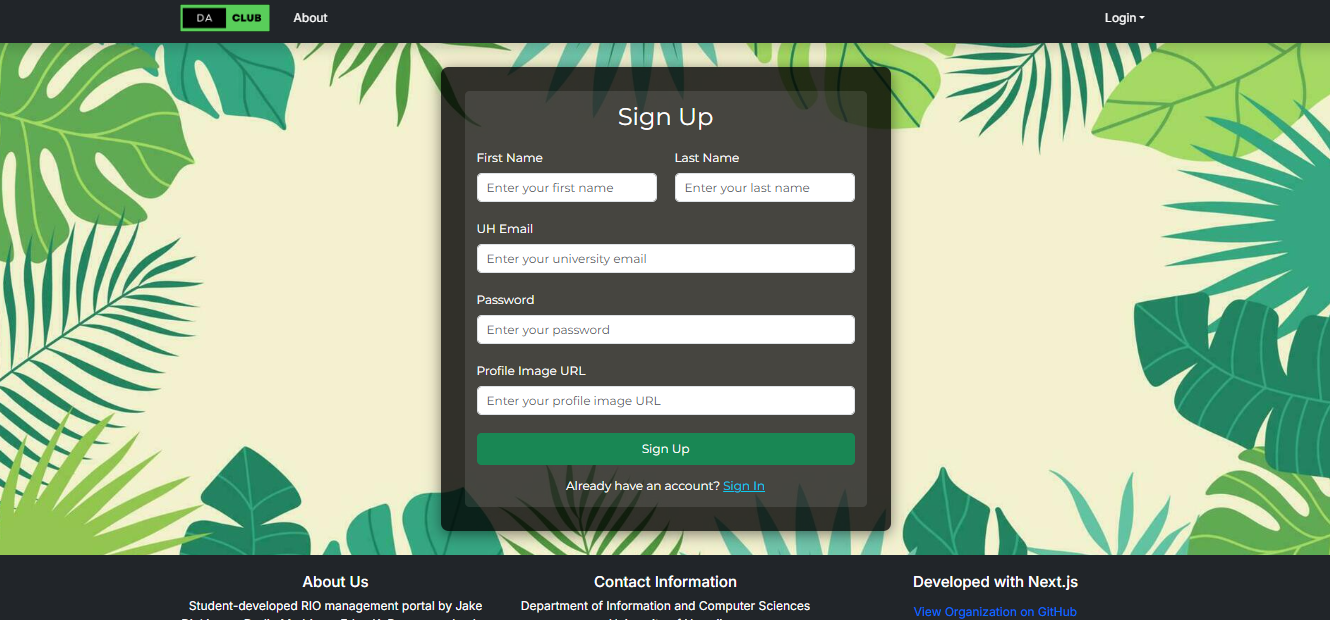 DA CLUB About Login
Sign Up
First Name Last Name
Enter your first name Enter your last name
UH Email
Enter your university email
Password
Enter your password
Profile Image URL
Enter your profile image URL
Sign Up
Already have an account? Sign In
About Us Contact Information Developed with Next.js
Student-developed RIO management portal by Jake Department of Information and Computer Sciences View Organization on GitHub